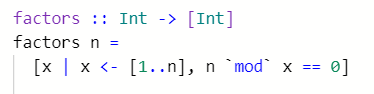 factors :: Int -> [Int]
factors n =
  [x | x <- [1..n], n `mod` x == 0]